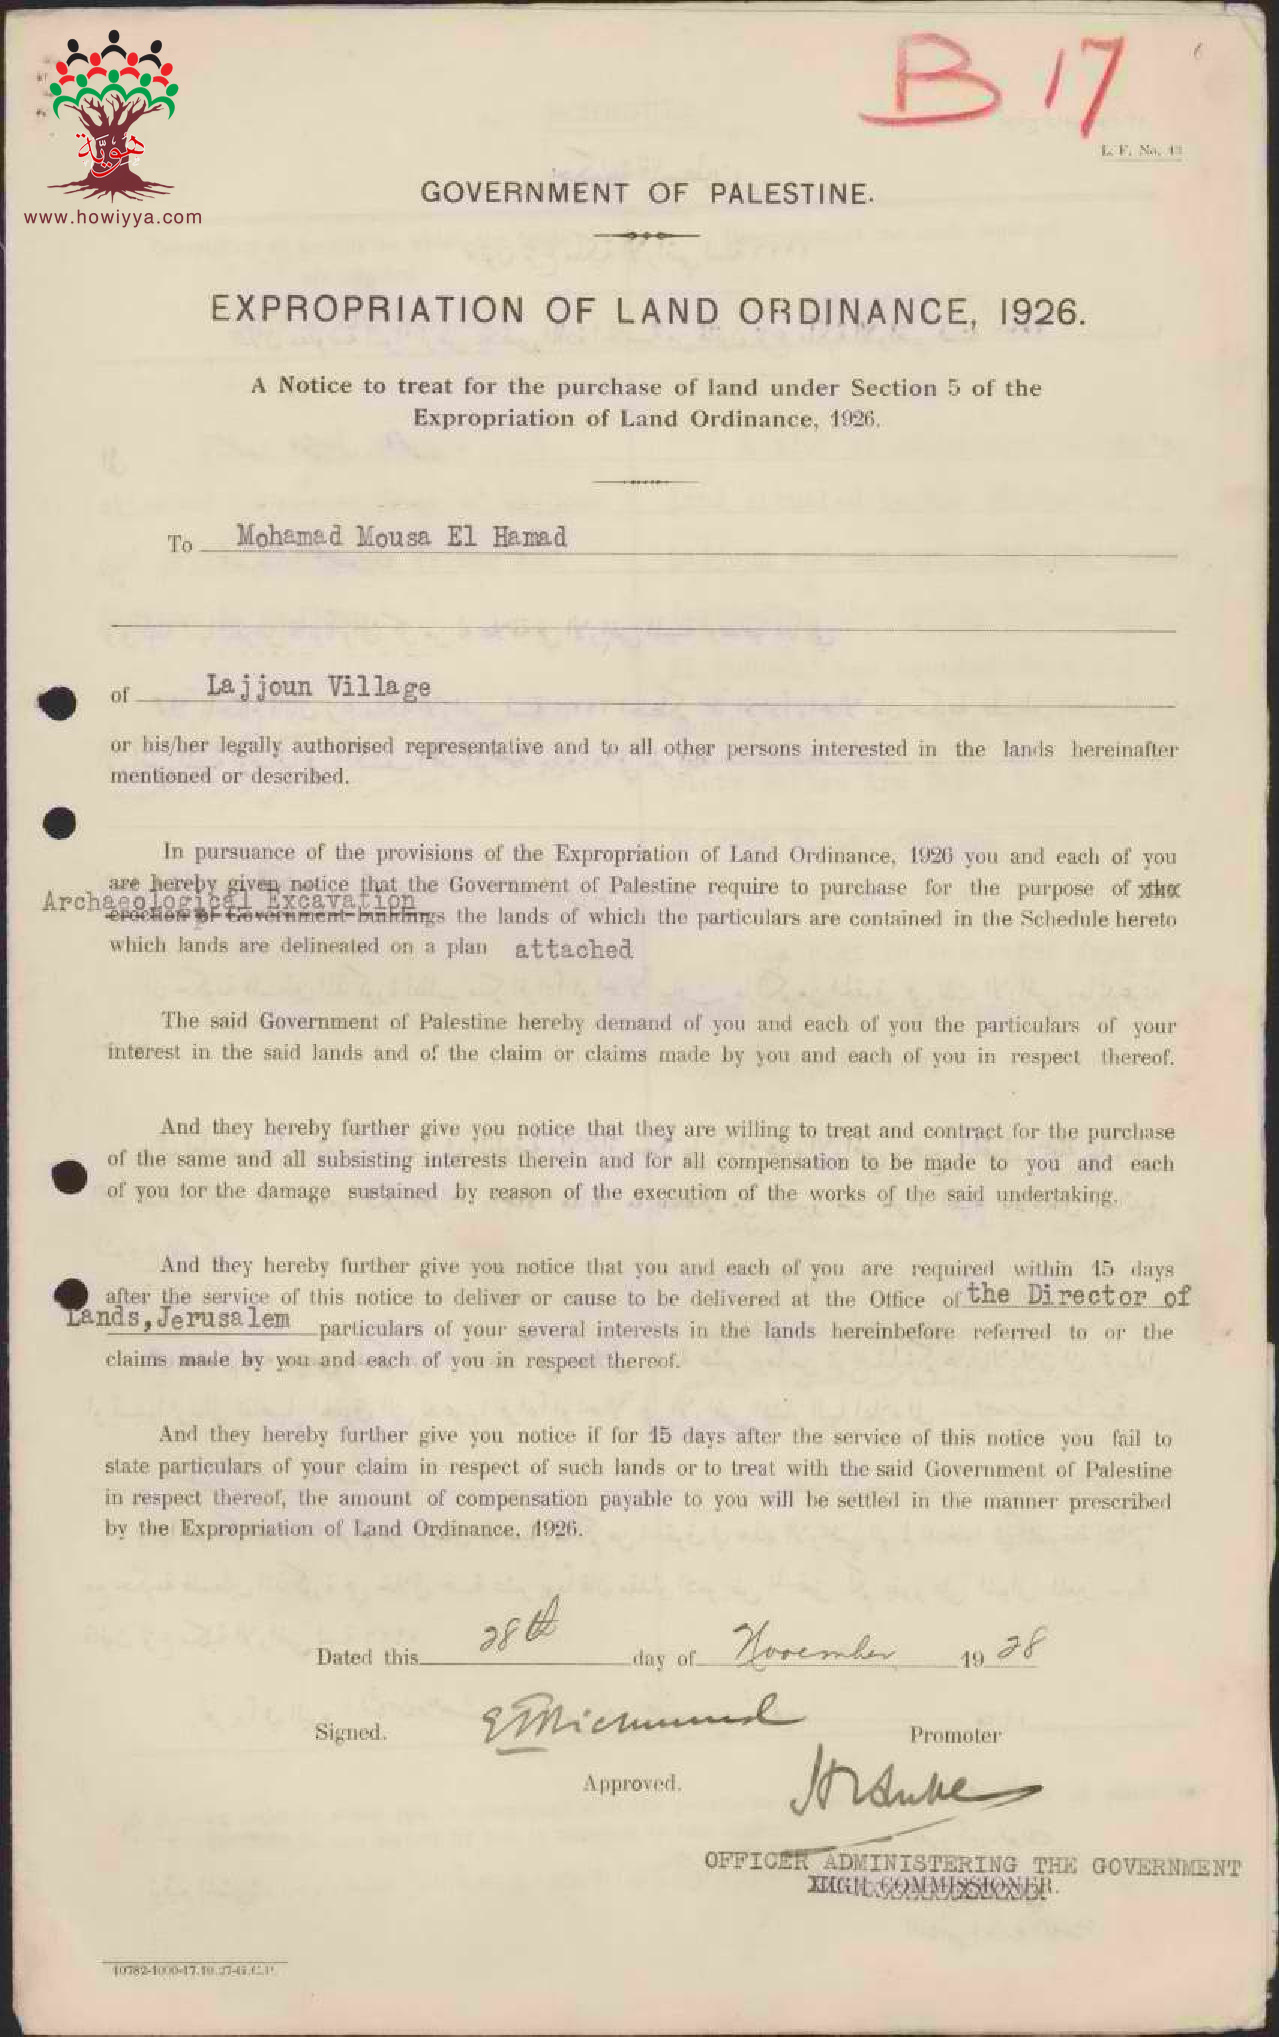 B 17
L. F. No. 43
هويّة
www.howiyya.com
GOVERNMENT OF PALESTINE.
EXPROPRIATION OF LAND ORDINANCE, 1926.
A Notice to treat for the purchase of land under Section 5 of the
Expropriation of Land Ordinance, 1926.
To Mohamad Mousa El Hamad
of Lajjoun Village
or his/her legally authorised representative and to all other persons interested in the lands hereinafter
mentioned or described.
In pursuance of the provisions of the Expropriation of Land Ordinance, 1926 you and each of you
are hereby given notice that the Government of Palestine require to purchase for the purpose of the
Archaeological Excavation
erection of Government buildings the lands of which the particulars are contained in the Schedule hereto
which lands are delineated on a plan attached
The said Government of Palestine hereby demand of you and each of you the particulars of your
interest in the said lands and of the claim or claims made by you and each of you in respect thereof.
And they hereby further give you notice that they are willing to treat and contract for the purchase
of the same and all subsisting interests therein and for all compensation to be made to you and each
of you for the damage sustained by reason of the execution of the works of the said undertaking.
And they hereby further give you notice that you and each of you are required within 15 days
after the service of this notice to deliver or cause to be delivered at the Office of the Director of
Lands, Jerusalem particulars of your several interests in the lands hereinbefore referred to or the
claims made by you and each of you in respect thereof.
And they hereby further give you notice if for 15 days after the service of this notice you fail to
state particulars of your claim in respect of such lands or to treat with the said Government of Palestine
in respect thereof, the amount of compensation payable to you will be settled in the manner prescribed
by the Expropriation of Land Ordinance, 1926.
Dated this 28th day of November 1928
Signed. E T Richmond Promoter
Approved. H C Luke
OFFICER ADMINISTERING THE GOVERNMENT
HIGH COMMISSIONER.
10782-1000-17.10.27-G.C.P.